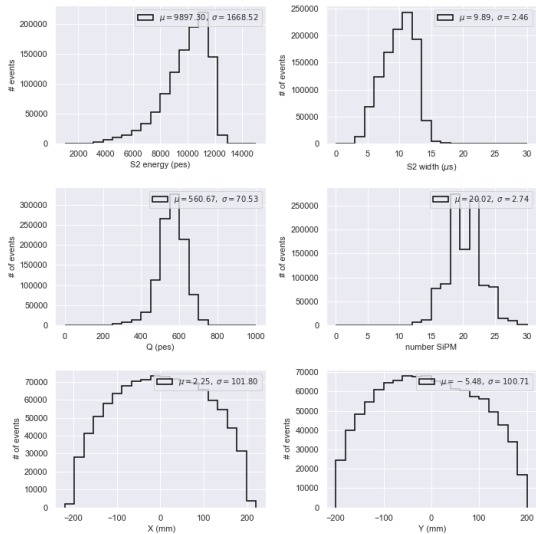 μ = 9897.30, σ = 1668.52
# of events
200000
150000
100000
50000
0
2000 4000 6000 8000 10000 12000 14000
S2 energy (pes)
μ = 9.89, σ = 2.46
# of events
250000
200000
150000
100000
50000
0
0 5 10 15 20 25 30
S2 width (μs)
μ = 560.67, σ = 70.53
# of events
300000
250000
200000
150000
100000
50000
0
0 200 400 600 800 1000
Q (pes)
μ = 20.02, σ = 2.74
# of events
250000
200000
150000
100000
50000
0
0 5 10 15 20 25 30
number SiPM
μ = 2.25, σ = 101.80
# of events
70000
60000
50000
40000
30000
20000
10000
0
−200 −100 0 100 200
X (mm)
μ = −5.48, σ = 100.71
# of events
70000
60000
50000
40000
30000
20000
10000
0
−200 −100 0 100 200
Y (mm)